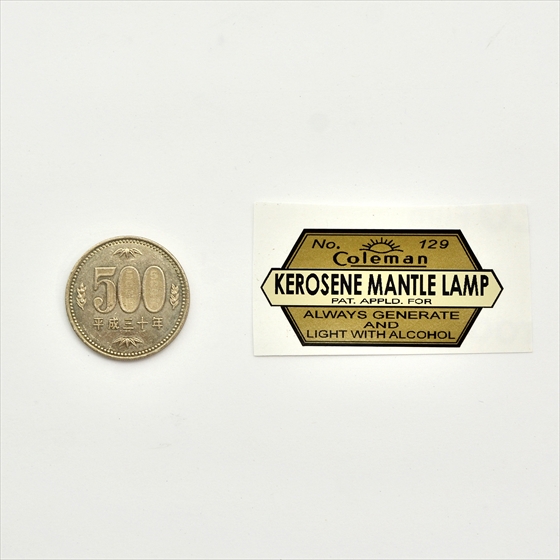 500
平成三十年
No. 129
Coleman
KEROSENE MANTLE LAMP
PAT. APPLD. FOR
ALWAYS GENERATE
AND
LIGHT WITH ALCOHOL